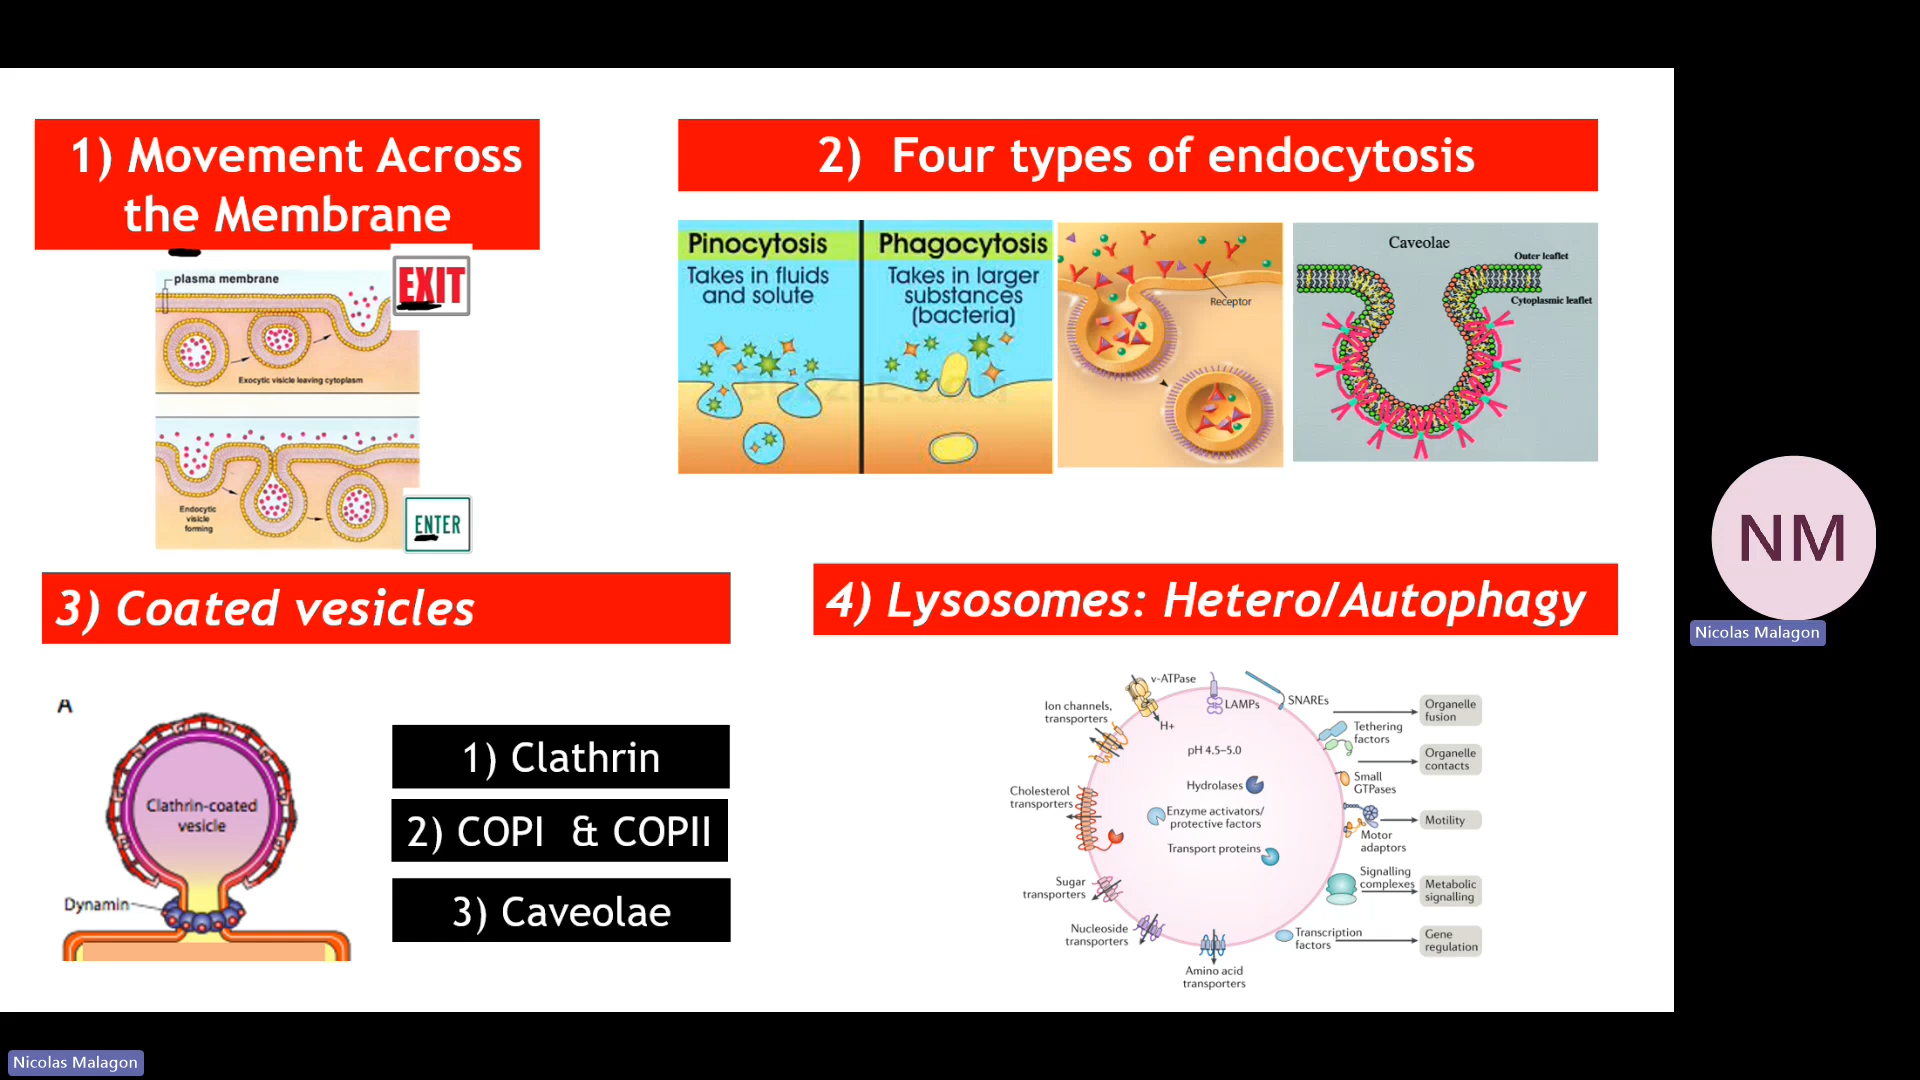 1) Movement Across
the Membrane
plasma membrane
EXIT
Exocytic visicle leaving cytoplasm
Endocytic
visicle
forming
ENTER
2) Four types of endocytosis
Pinocytosis
Takes in fluids
and solute
Phagocytosis
Takes in larger
substances
(bacteria)
Receptor
Caveolae
Outer leaflet
Cytoplasmic leaflet
3) Coated vesicles
A
Clathrin-coated
vesicle
Dynamin
1) Clathrin
2) COPI & COPII
3) Caveolae
4) Lysosomes: Hetero/Autophagy
v-ATPase
H+
LAMPs
SNAREs
Ion channels,
transporters
pH 4.5–5.0
Tethering
factors
Organelle
fusion
Organelle
contacts
Small
GTPases
Hydrolases
Cholesterol
transporters
Enzyme activators/
protective factors
Transport proteins
Motor
adaptors
Motility
Sugar
transporters
Signalling
complexes
Metabolic
signalling
Nucleoside
transporters
Transcription
factors
Gene
regulation
Amino acid
transporters
NM
Nicolas Malagon
Nicolas Malagon